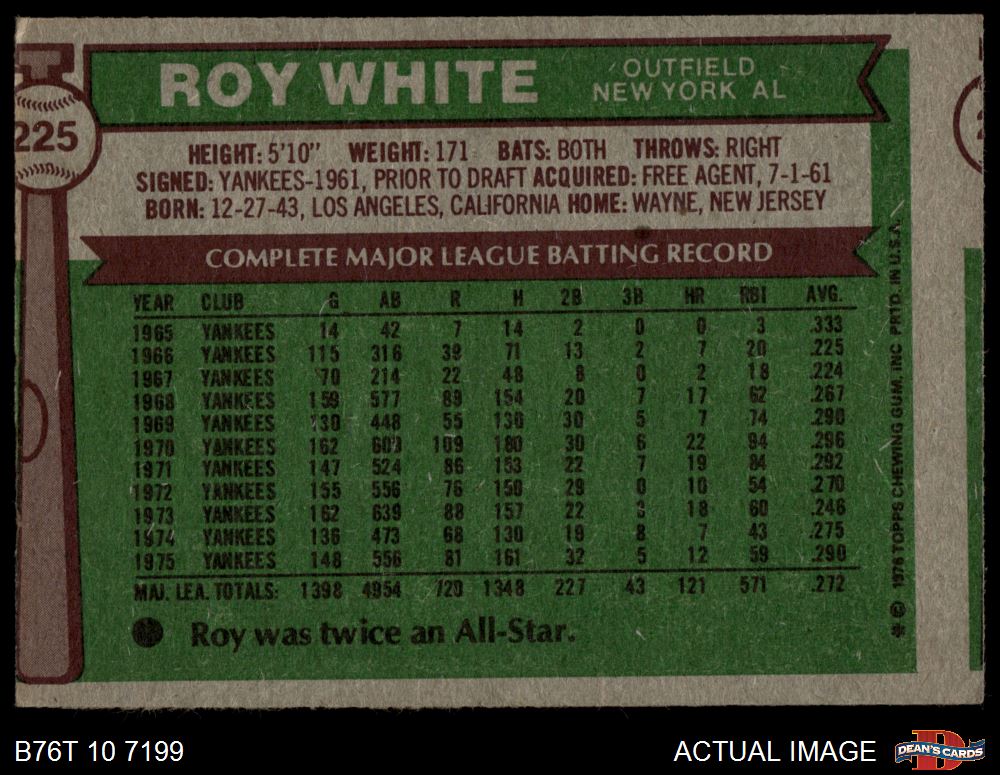 ROY WHITE
OUTFIELD
NEW YORK AL
225
HEIGHT: 5'10" WEIGHT: 171 BATS: BOTH THROWS: RIGHT
SIGNED: YANKEES-1961, PRIOR TO DRAFT ACQUIRED: FREE AGENT, 7-1-61
BORN: 12-27-43, LOS ANGELES, CALIFORNIA HOME: WAYNE, NEW JERSEY
COMPLETE MAJOR LEAGUE BATTING RECORD
YEAR CLUB G AB R H 2B 3B HR RBI AVG.
1965 YANKEES 14 42 7 14 2 0 0 3 .333
1966 YANKEES 115 316 39 71 13 2 7 20 .225
1967 YANKEES 70 214 22 48 8 0 2 18 .224
1968 YANKEES 159 577 89 154 20 7 17 62 .267
1969 YANKEES 130 448 55 130 30 5 7 74 .290
1970 YANKEES 162 609 109 180 30 6 22 94 .296
1971 YANKEES 147 524 86 153 22 7 19 84 .292
1972 YANKEES 155 556 76 150 29 0 10 54 .270
1973 YANKEES 162 639 88 157 22 3 18 60 .246
1974 YANKEES 136 473 68 130 19 8 7 43 .275
1975 YANKEES 148 556 81 161 32 5 12 59 .290
MAJ. LEA. TOTALS: 1398 4954 720 1348 227 43 121 571 .272
Roy was twice an All-Star.
* © 1976 TOPPS CHEWING GUM, INC PRTD. IN U.S.A.
B76T 10 7199
ACTUAL IMAGE
DEAN'S CARDS